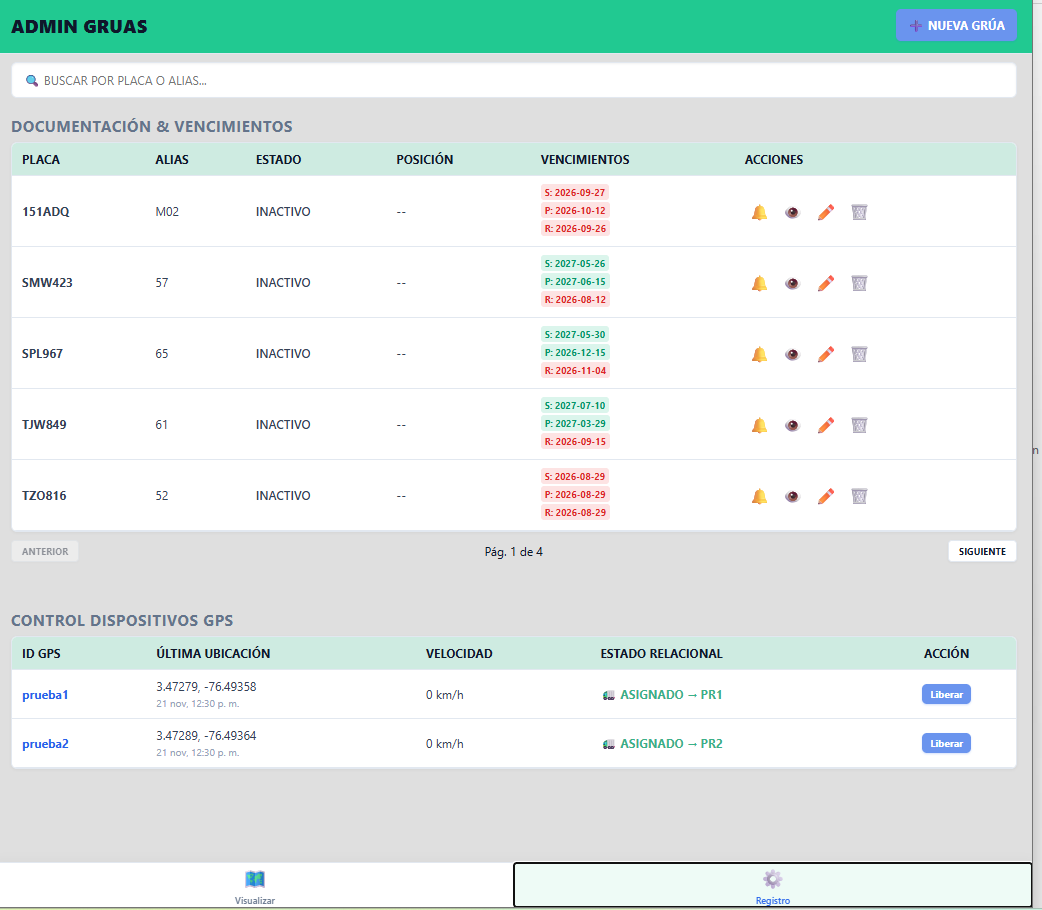 ADMIN GRUAS
NUEVA GRÚA
BUSCAR POR PLACA O ALIAS...
DOCUMENTACIÓN & VENCIMIENTOS
PLACA ALIAS ESTADO POSICIÓN VENCIMIENTOS ACCIONES
151ADQ M02 INACTIVO -- S: 2026-09-27
P: 2026-10-12
R: 2026-09-26
SMW423 57 INACTIVO -- S: 2027-05-26
P: 2027-06-15
R: 2026-08-12
SPL967 65 INACTIVO -- S: 2027-05-30
P: 2026-12-15
R: 2026-11-04
TJW849 61 INACTIVO -- S: 2027-07-10
P: 2027-03-29
R: 2026-09-15
TZO816 52 INACTIVO -- S: 2026-08-29
P: 2026-08-29
R: 2026-08-29
ANTERIOR Pág. 1 de 4 SIGUIENTE
CONTROL DISPOSITIVOS GPS
ID GPS ÚLTIMA UBICACIÓN VELOCIDAD ESTADO RELACIONAL ACCIÓN
prueba1 3.47279, -76.49358 0 km/h ASIGNADO → PR1 Liberar
21 nov, 12:30 p. m.
prueba2 3.47289, -76.49364 0 km/h ASIGNADO → PR2 Liberar
21 nov, 12:30 p. m.
Visualizar Registro